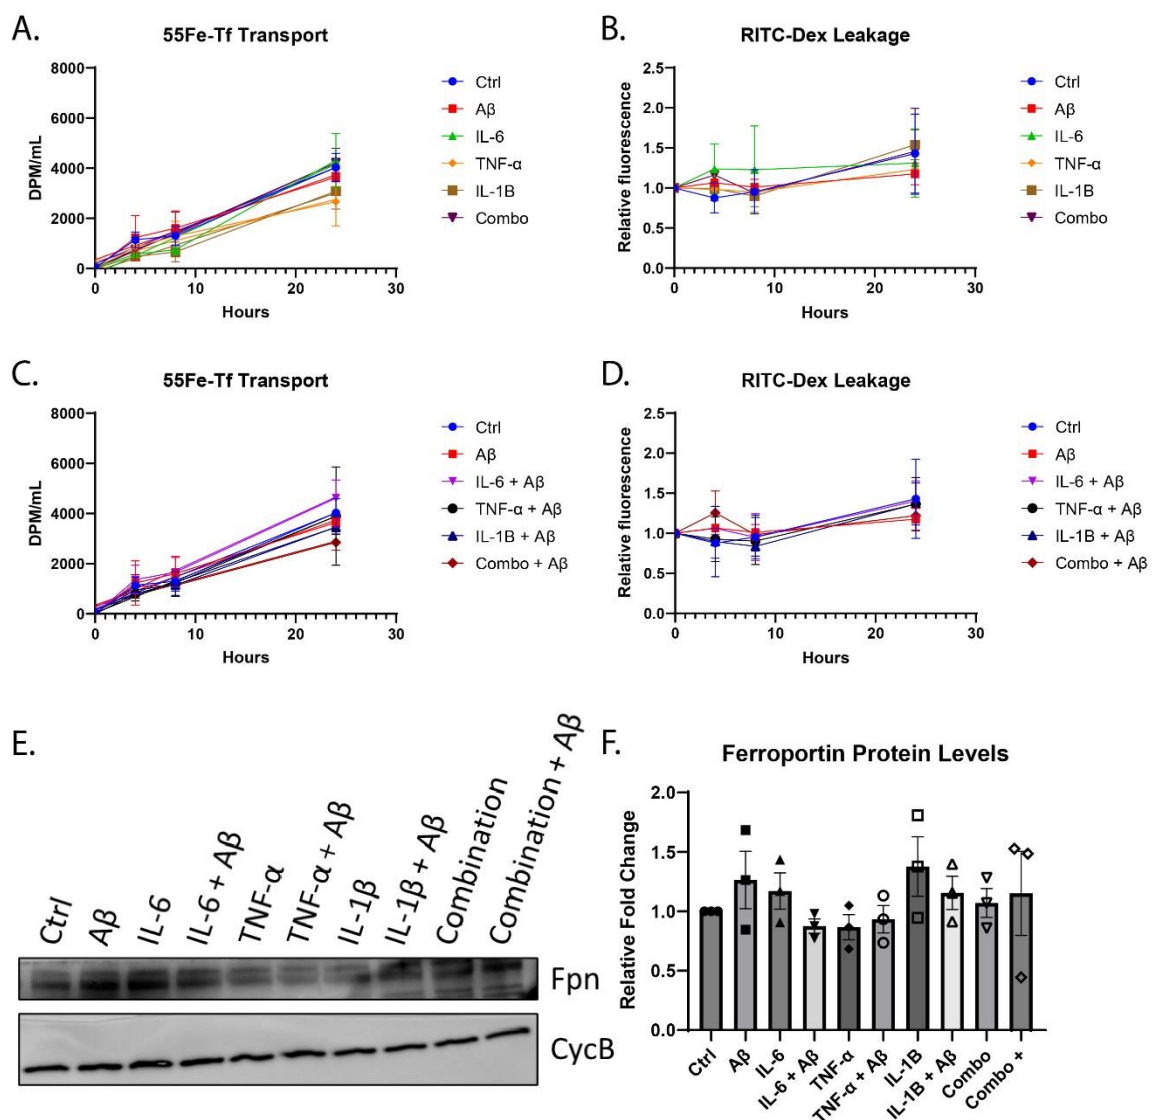 A.
55Fe-Tf Transport
DPM/mL
8000
6000
4000
2000
0
0 10 20 30
Hours
Ctrl
Aβ
IL-6
TNF-α
IL-1B
Combo
B.
RITC-Dex Leakage
Relative fluorescence
2.5
2.0
1.5
1.0
0.5
0.0
0 10 20 30
Hours
Ctrl
Aβ
IL-6
TNF-α
IL-1B
Combo
C.
55Fe-Tf Transport
DPM/mL
8000
6000
4000
2000
0
0 10 20 30
Hours
Ctrl
Aβ
IL-6 + Aβ
TNF-α + Aβ
IL-1B + Aβ
Combo + Aβ
D.
RITC-Dex Leakage
Relative fluorescence
2.5
2.0
1.5
1.0
0.5
0.0
0 10 20 30
Hours
Ctrl
Aβ
IL-6 + Aβ
TNF-α + Aβ
IL-1B + Aβ
Combo + Aβ
E.
Ctrl
Aβ
IL-6
IL-6 + Aβ
TNF-α
TNF-α + Aβ
IL-1β
IL-1β + Aβ
Combination
Combination + Aβ
Fpn
CycB
F.
Ferroportin Protein Levels
Relative Fold Change
2.0
1.5
1.0
0.5
0.0
Ctrl
Aβ
IL-6
IL-6 + Aβ
TNF-α
TNF-α + Aβ
IL-1B
IL-1B + Aβ
Combo
Combo +